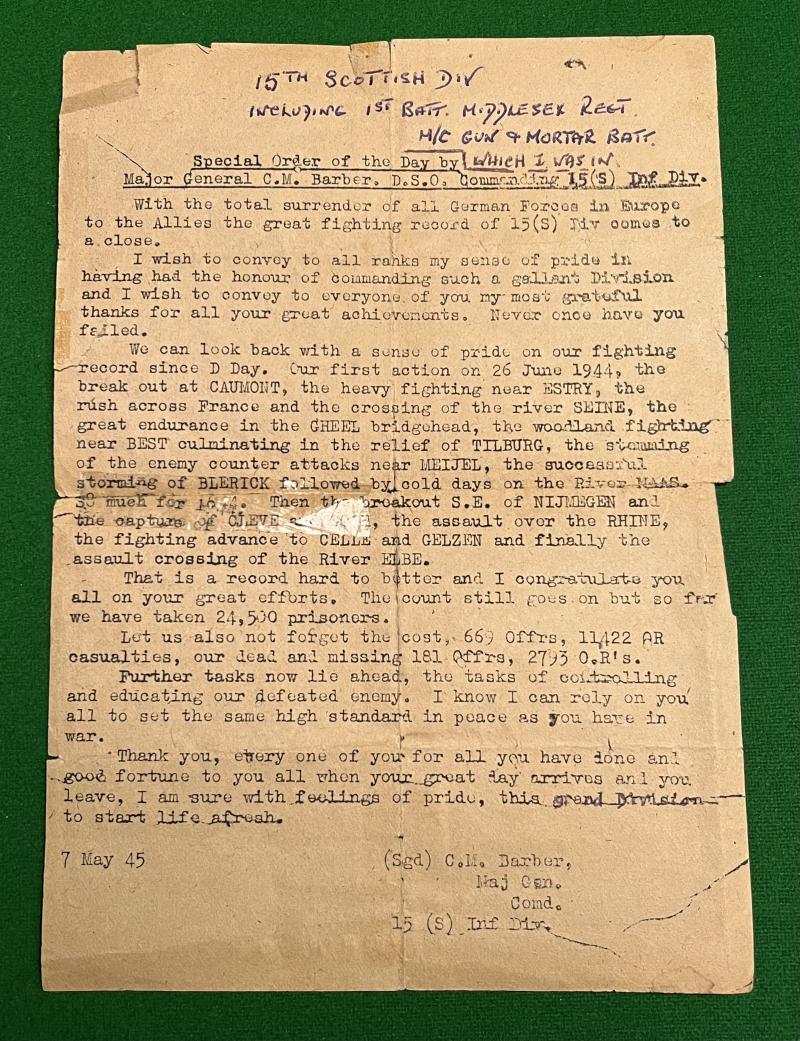 15TH SCOTTISH DIV
INCLUDING 1ST BATT. MIDDLESEX REGT.
M/C GUN & MORTAR BATT.
Special Order of the Day by WHICH I WAS IN.
Major General C.M. Barber, D.S.O, Commanding 15(S) Inf Div.
With the total surrender of all German Forces in Europe
to the Allies the great fighting record of 15(S) Div comes to
a close.
I wish to convey to all ranks my sense of pride in
having had the honour of commanding such a gallant Division
and I wish to convey to everyone of you my most grateful
thanks for all your great achievements. Never once have you
failed.
We can look back with a sense of pride on our fighting
record since D Day. Our first action on 26 June 1944, the
break out at CAUMONT, the heavy fighting near ESTRY, the
rush across France and the crossing of the river SEINE, the
great endurance in the GHEEL bridgehead, the woodland fighting
near BEST culminating in the relief of TILBURG, the stemming
of the enemy counter attacks near MEIJEL, the successful
storming of BLERICK followed by cold days on the River MAAS.
So much for 1944. Then the breakout S.E. of NIJMEGEN and
the capture of CLEVE the assault over the RHINE,
the fighting advance to CELLE and GELZEN and finally the
assault crossing of the River ELBE.
That is a record hard to better and I congratulate you
all on your great efforts. The count still goes on but so far
we have taken 24,500 prisoners.
Let us also not forget the cost, 669 Offrs, 11422 OR
casualties, our dead and missing 181 Offrs, 2793 O.R's.
Further tasks now lie ahead, the tasks of controlling
and educating our defeated enemy. I know I can rely on you
all to set the same high standard in peace as you have in
war.
Thank you, every one of you for all you have done and
good fortune to you all when your great day arrives and you
leave, I am sure with feelings of pride, this grand Division
to start life afresh.
7 May 45 (Sgd) C.M. Barber,
Maj Gen.
Comd.
15 (S) Inf Div.